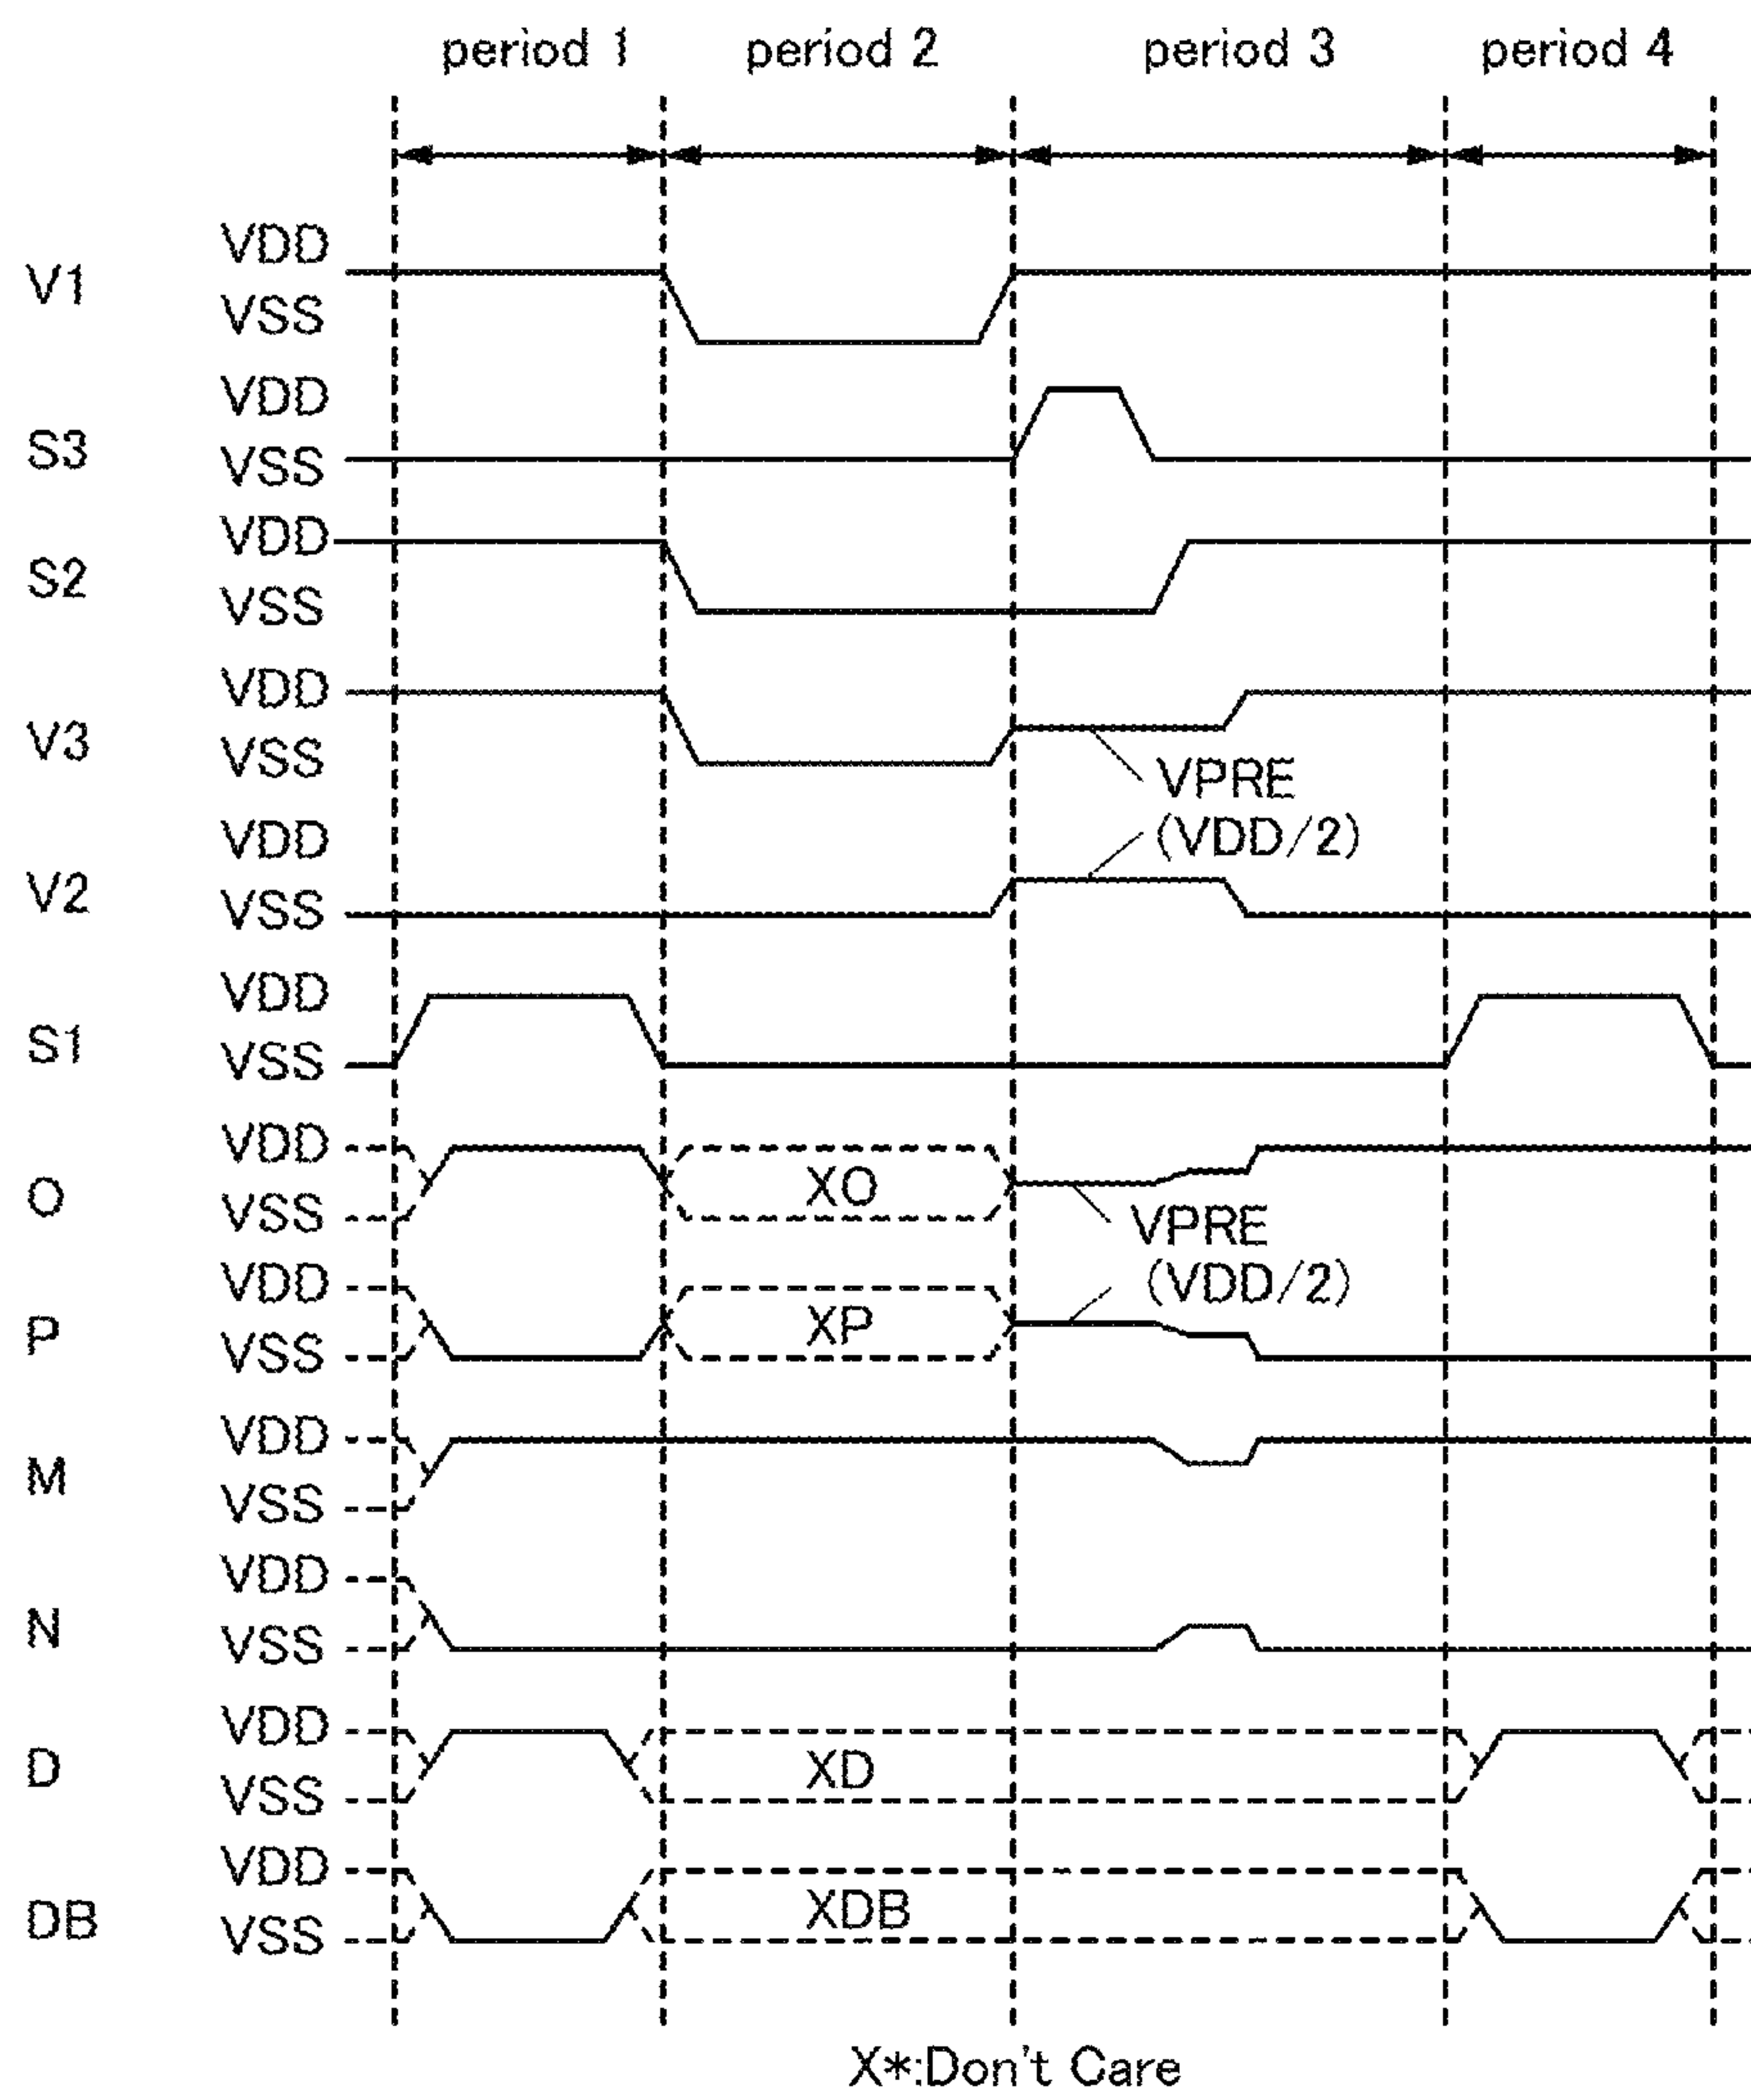 period 1 period 2 period 3 period 4
VDD
V1
VSS
VDD
S3
VSS
VDD
S2
VSS
VDD
V3
VSS
VPRE
(VDD/2)
VDD
V2
VSS
VDD
S1
VSS
VDD
O
VSS
XO
VPRE
(VDD/2)
VDD
P
VSS
XP
VDD
M
VSS
VDD
N
VSS
VDD
D
VSS
XD
VDD
DB
VSS
XDB
X*:Don't Care